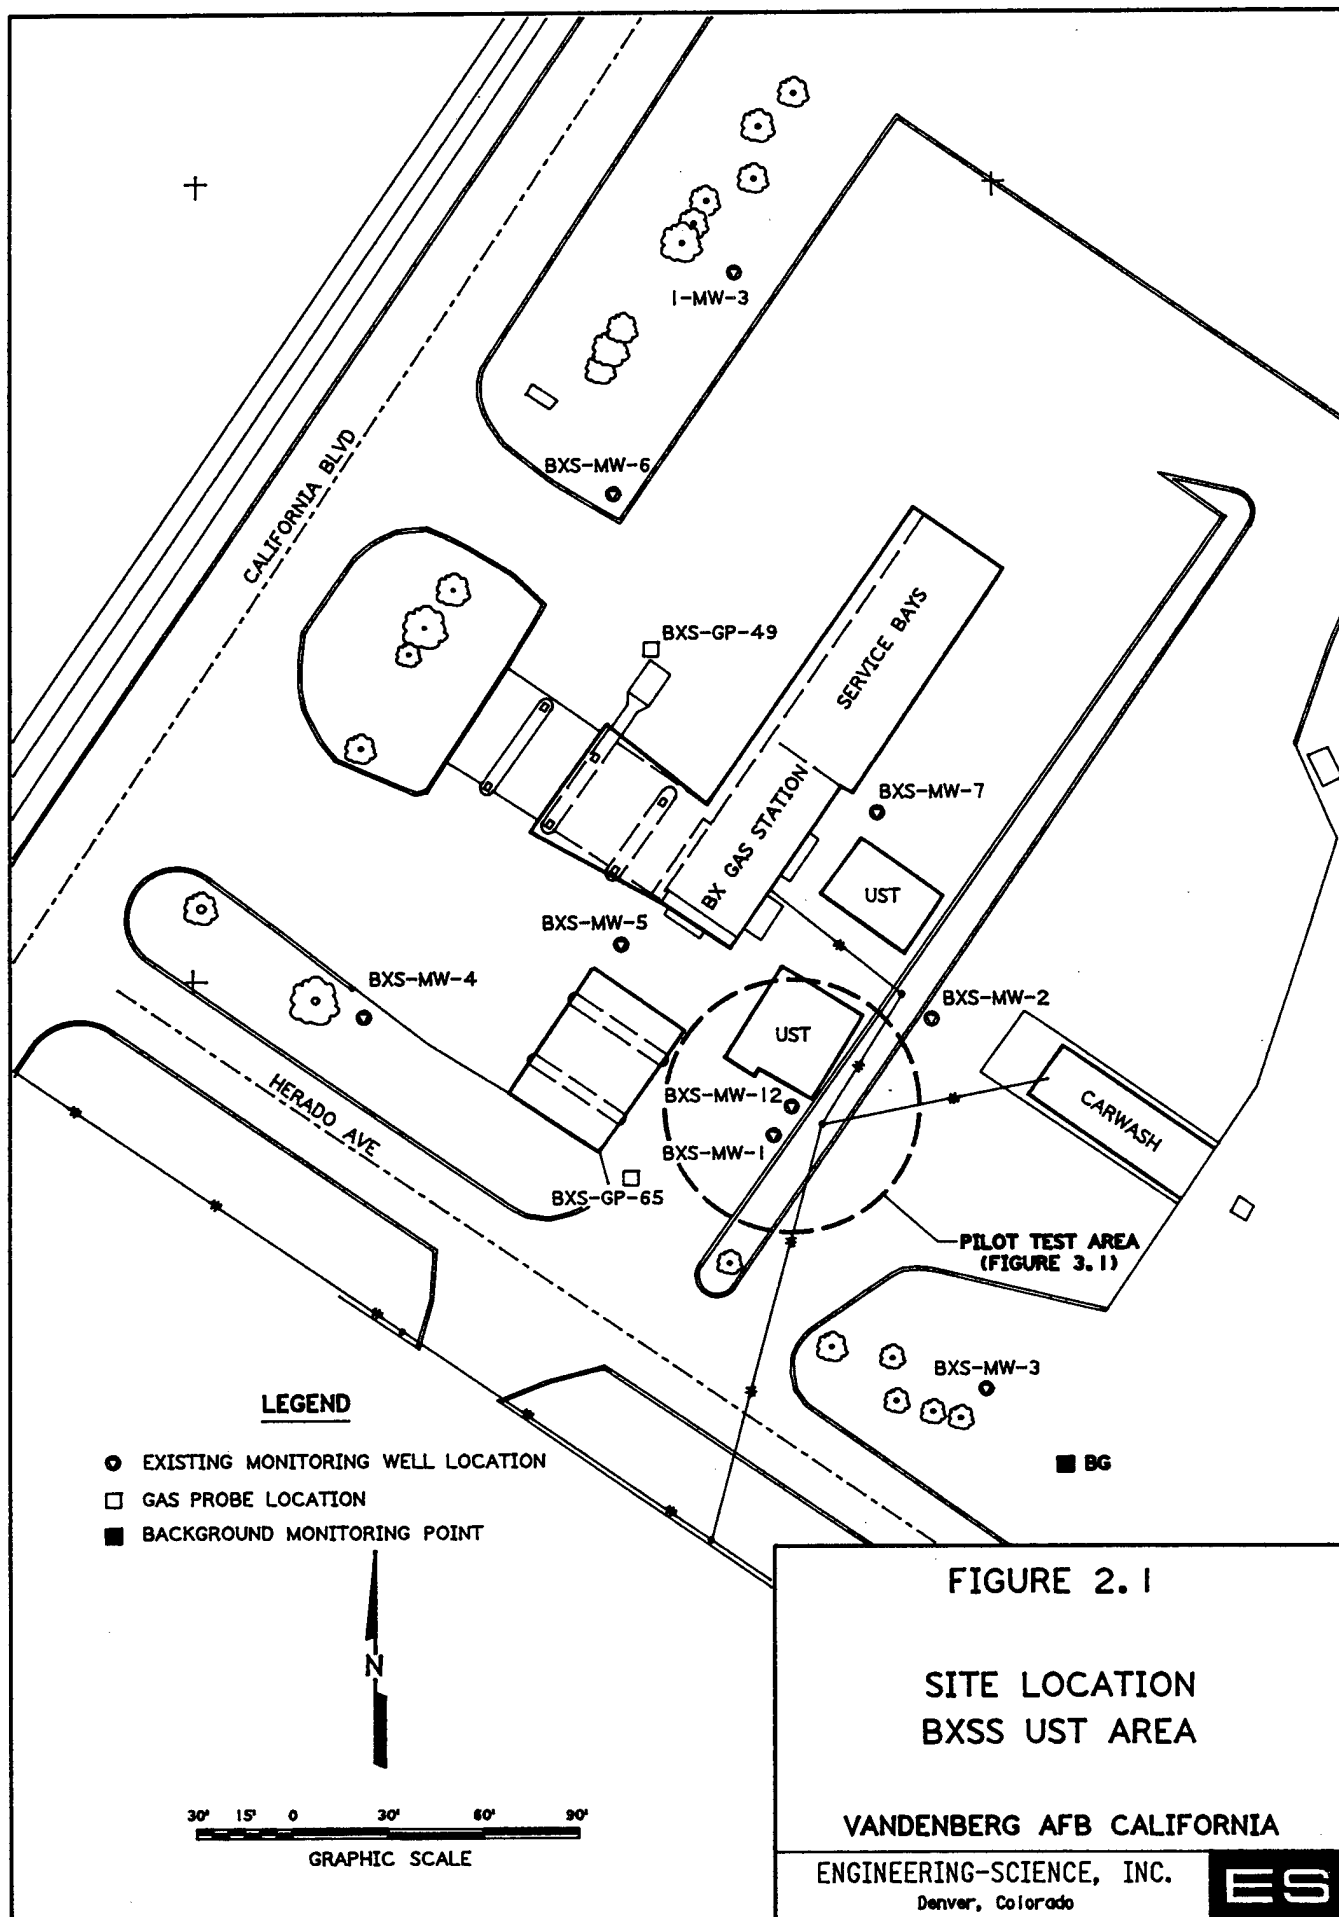 I-MW-3
BXS-MW-6
CALIFORNIA BLVD
BXS-GP-49
SERVICE BAYS
BX GAS STATION
BXS-MW-7
UST
BXS-MW-5
BXS-MW-4
BXS-MW-2
UST
BXS-MW-12
BXS-MW-1
HERADO AVE
CARWASH
BXS-GP-65
PILOT TEST AREA
(FIGURE 3.1)
BXS-MW-3
BG
LEGEND
EXISTING MONITORING WELL LOCATION
GAS PROBE LOCATION
BACKGROUND MONITORING POINT
N
30' 15' 0 30' 60' 90'
GRAPHIC SCALE
FIGURE 2.1
SITE LOCATION
BXSS UST AREA
VANDENBERG AFB CALIFORNIA
ENGINEERING-SCIENCE, INC.
Denver, Colorado
ES